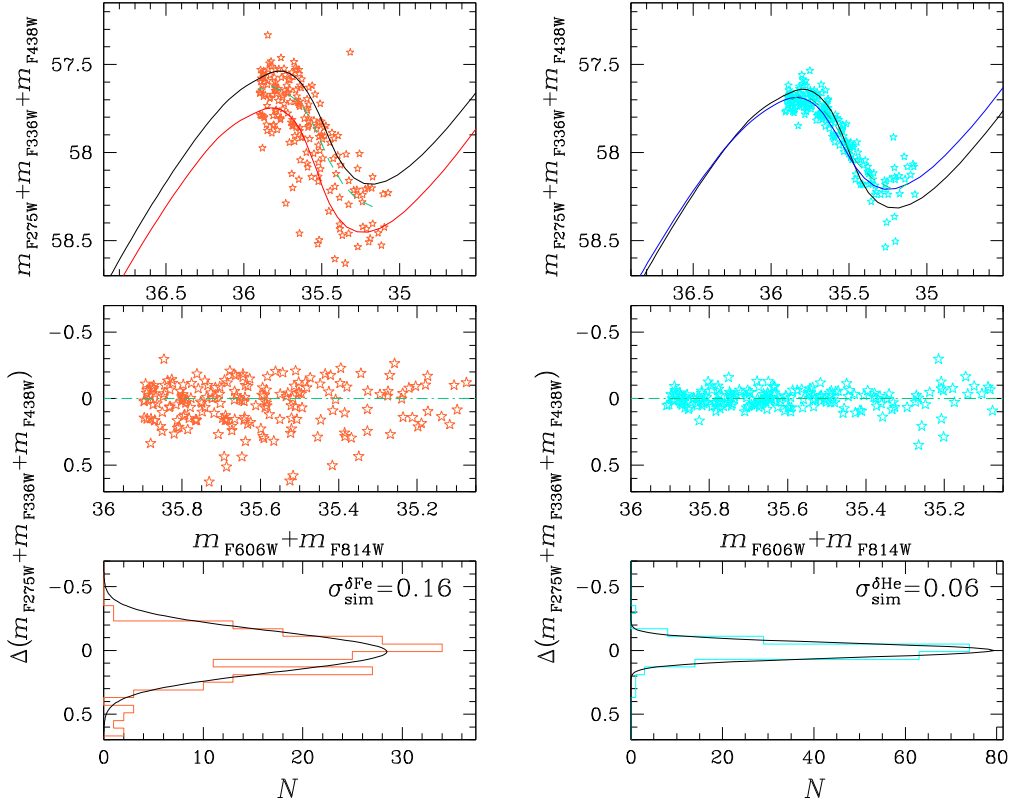 m_F275W+m_F336W+m_F438W
57.5
58
58.5
36.5 36 35.5 35
m_F275W+m_F336W+m_F438W
57.5
58
58.5
36.5 36 35.5 35
Δ(m_F275W+m_F336W+m_F438W)
−0.5
0
0.5
36 35.8 35.6 35.4 35.2
m_F606W+m_F814W
Δ(m_F275W+m_F336W+m_F438W)
−0.5
0
0.5
36 35.8 35.6 35.4 35.2
m_F606W+m_F814W
−0.5
0
0.5
σ_sim^δFe=0.16
0 10 20 30
N
−0.5
0
0.5
σ_sim^δHe=0.06
0 20 40 60 80
N